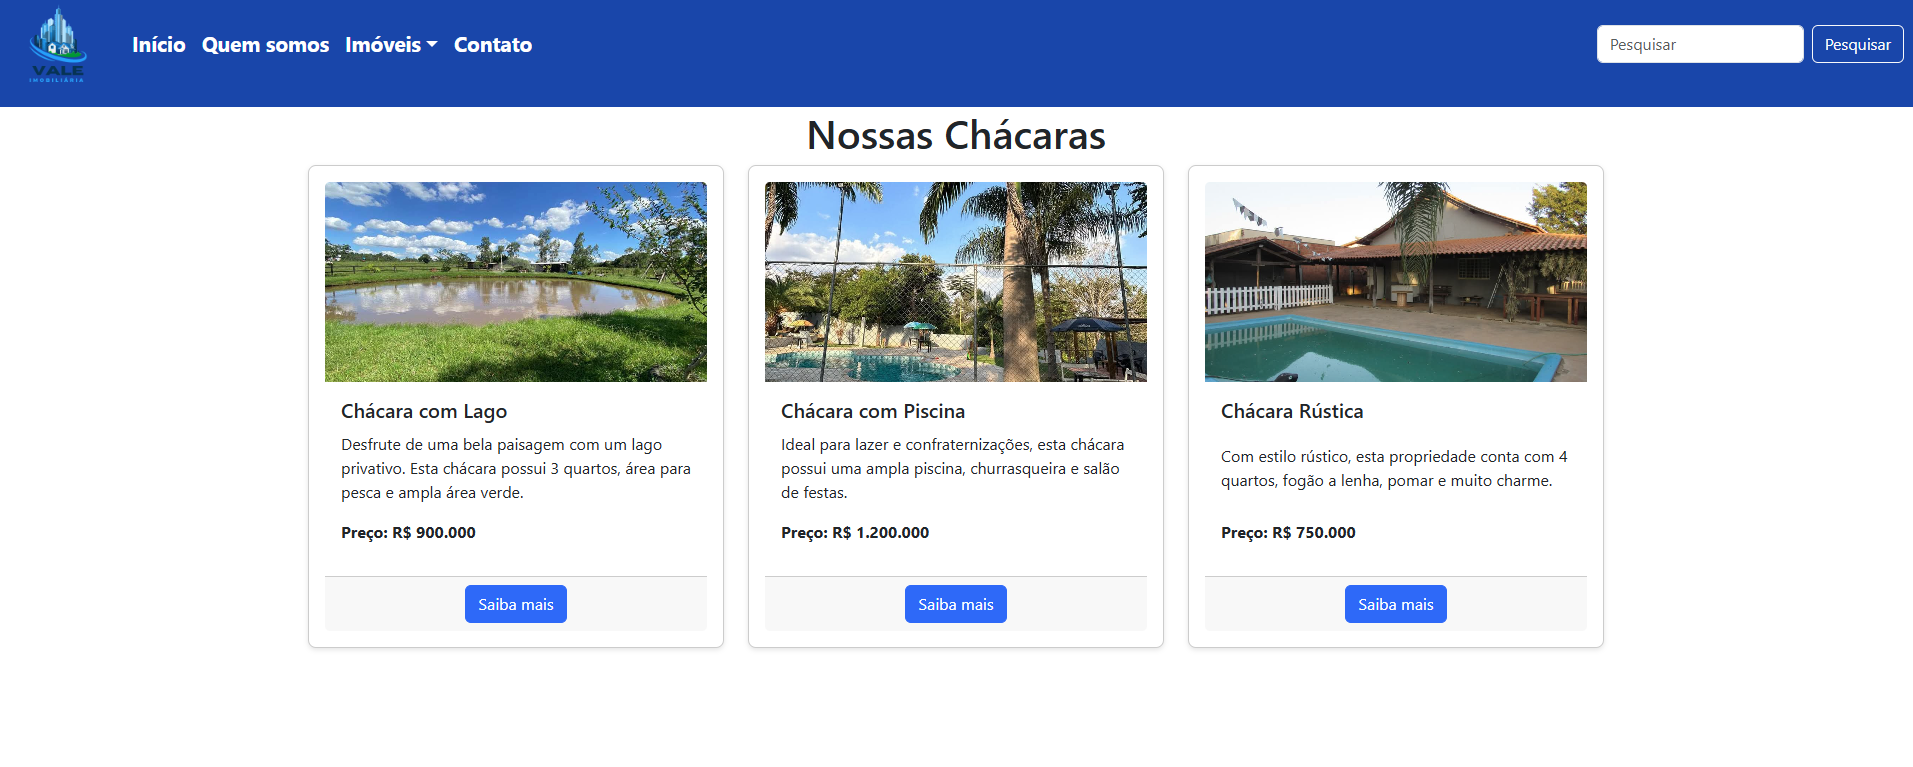 VALE
IMOBILIÁRIA
Início Quem somos Imóveis Contato
Pesquisar Pesquisar
Nossas Chácaras
Chácara com Lago
Desfrute de uma bela paisagem com um lago
privativo. Esta chácara possui 3 quartos, área para
pesca e ampla área verde.
Preço: R$ 900.000
Saiba mais
Chácara com Piscina
Ideal para lazer e confraternizações, esta chácara
possui uma ampla piscina, churrasqueira e salão
de festas.
Preço: R$ 1.200.000
Saiba mais
Chácara Rústica
Com estilo rústico, esta propriedade conta com 4
quartos, fogão a lenha, pomar e muito charme.
Preço: R$ 750.000
Saiba mais